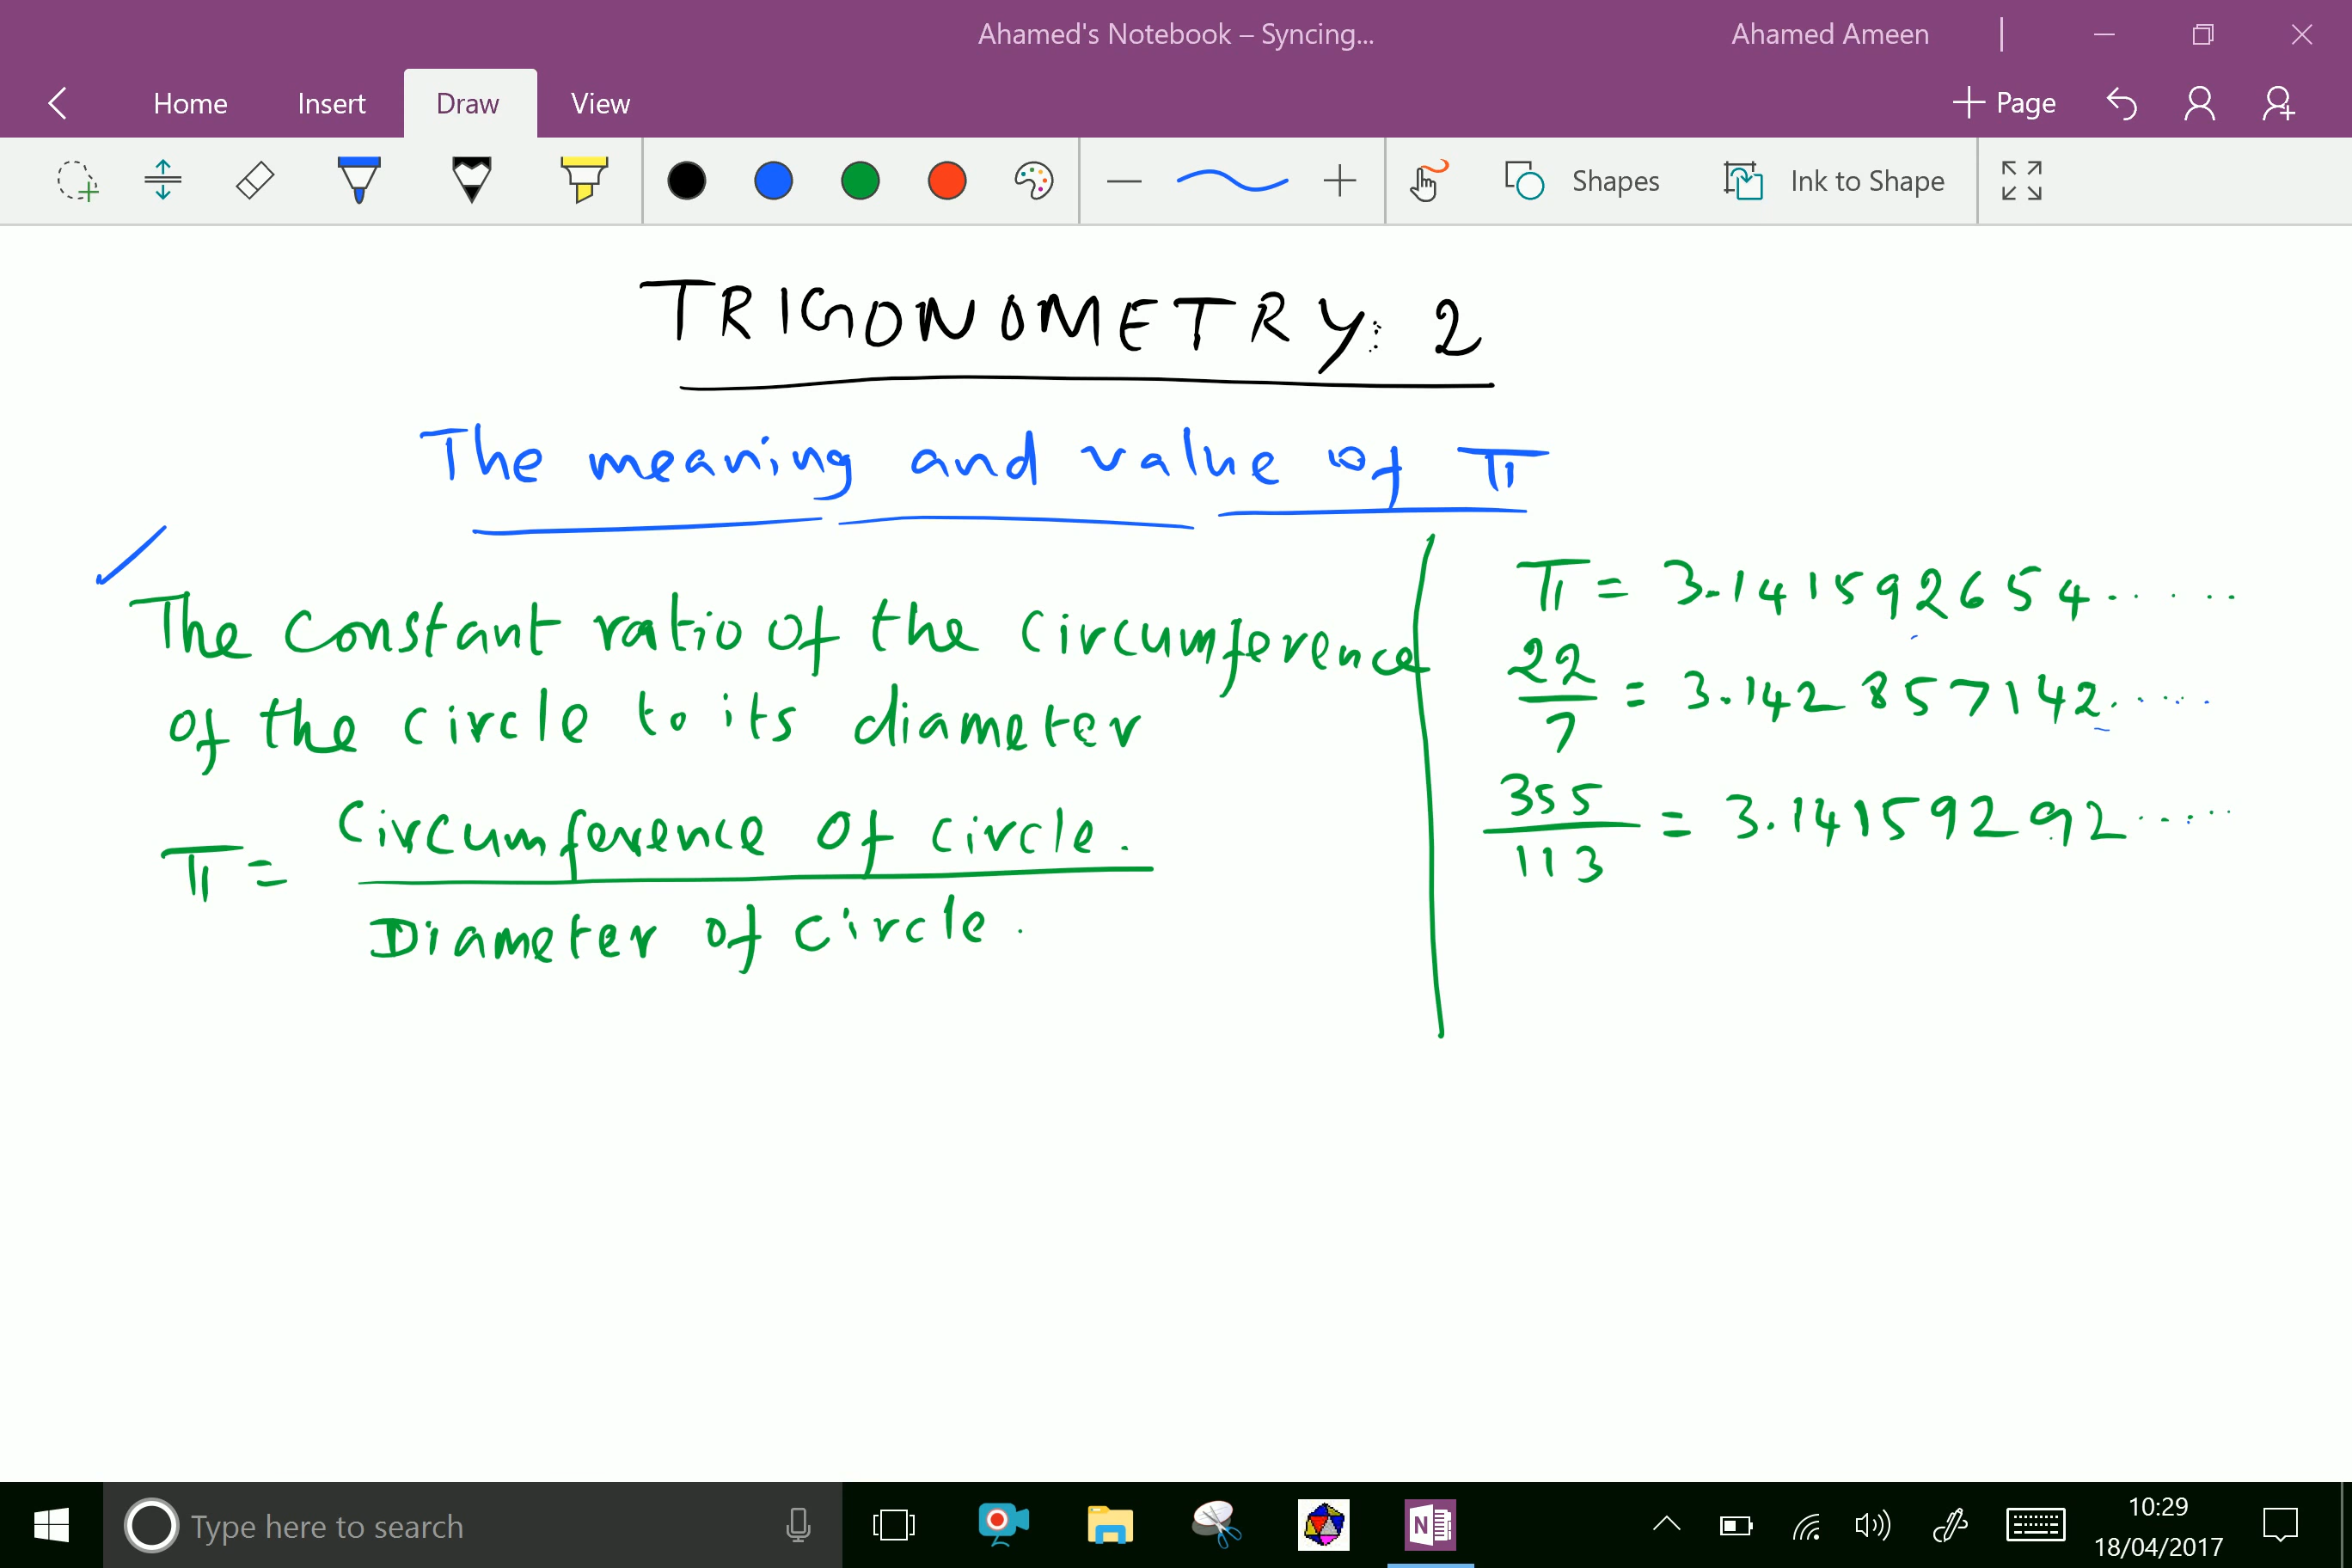 Ahamed's Notebook – Syncing...
Ahamed Ameen
Home Insert Draw View
Page
Shapes
Ink to Shape
TRIGONOMETRY: 2
The meaning and value of π
The constant ratio of the circumference
of the circle to its diameter
π = Circumference of circle.
Diameter of circle.
π = 3.141592654......
22/7 = 3.142857142.....
355/113 = 3.14159292.....
Type here to search
N
10:29
18/04/2017